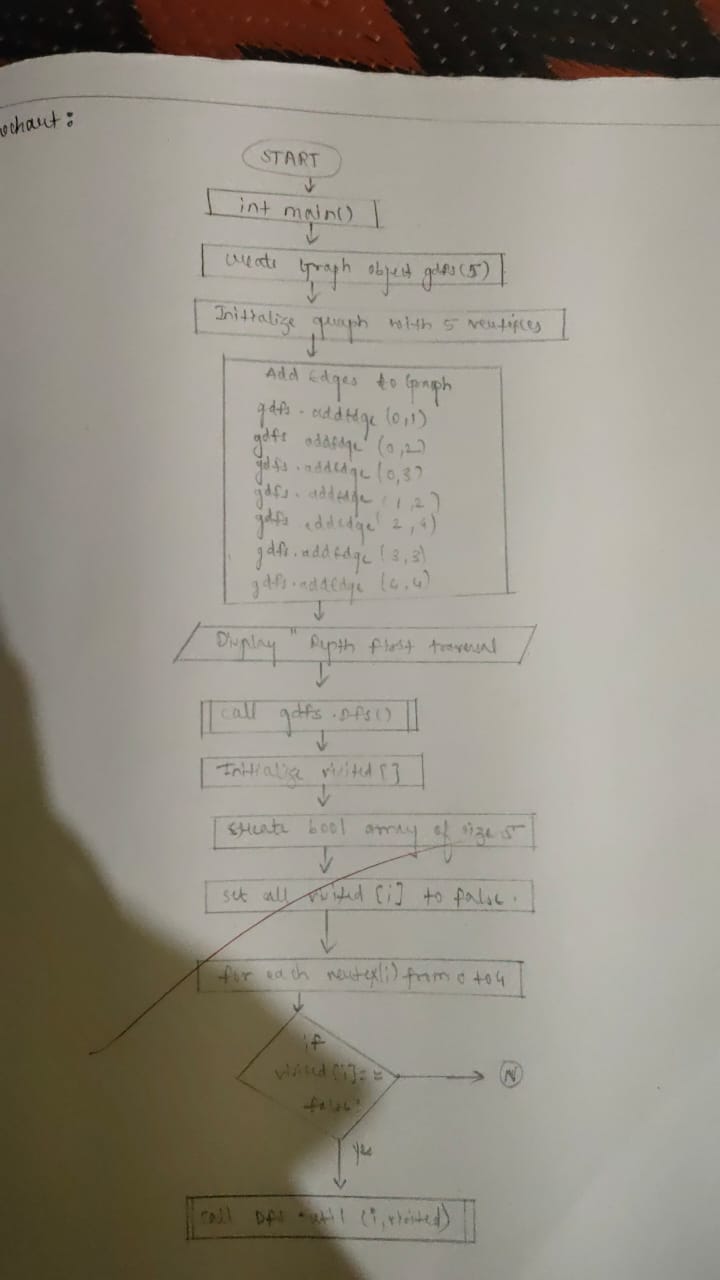 ochart:
START
int main()
create Graph object gdfs(5)
Initialize graph with 5 vertices
Add Edges to Graph
gdfs.addEdge (0,1)
gdfs addEdge (0,2)
gdfs.addEdge (0,3)
gdfs.addEdge (1,2)
gdfs addEdge( 2,4)
gdfs.addEdge (3,3)
gdfs.addEdge (4,4)
Display " Depth first traversal
call gdfs.DFS()
Initialize visited[]
create bool array of size 5
set all visited [i] to false.
for each vertex(i) from 0 to 4
if
visited[i]==
false:
N
Yes
call DFS util (i,visited)